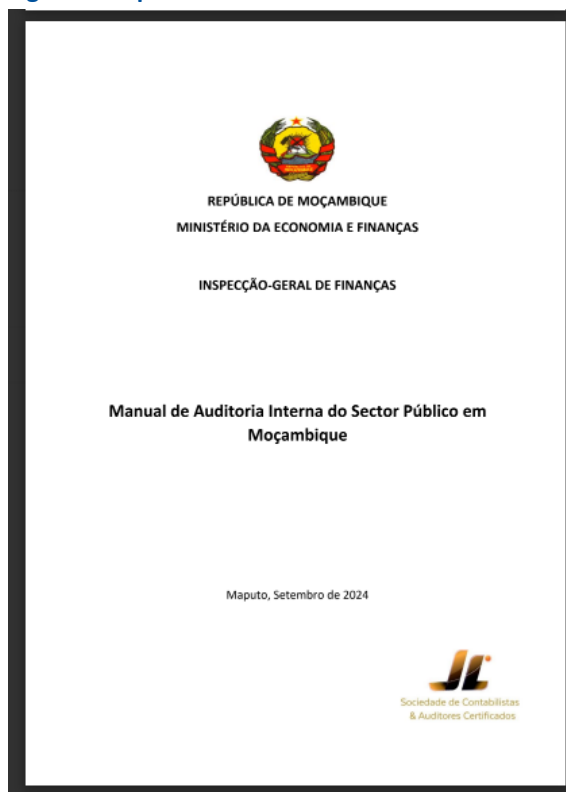 REPÚBLICA DE MOÇAMBIQUE
MINISTÉRIO DA ECONOMIA E FINANÇAS
INSPECÇÃO-GERAL DE FINANÇAS
Manual de Auditoria Interna do Sector Público em
Moçambique
Maputo, Setembro de 2024
JL
Sociedade de Contabilistas
& Auditores Certificados